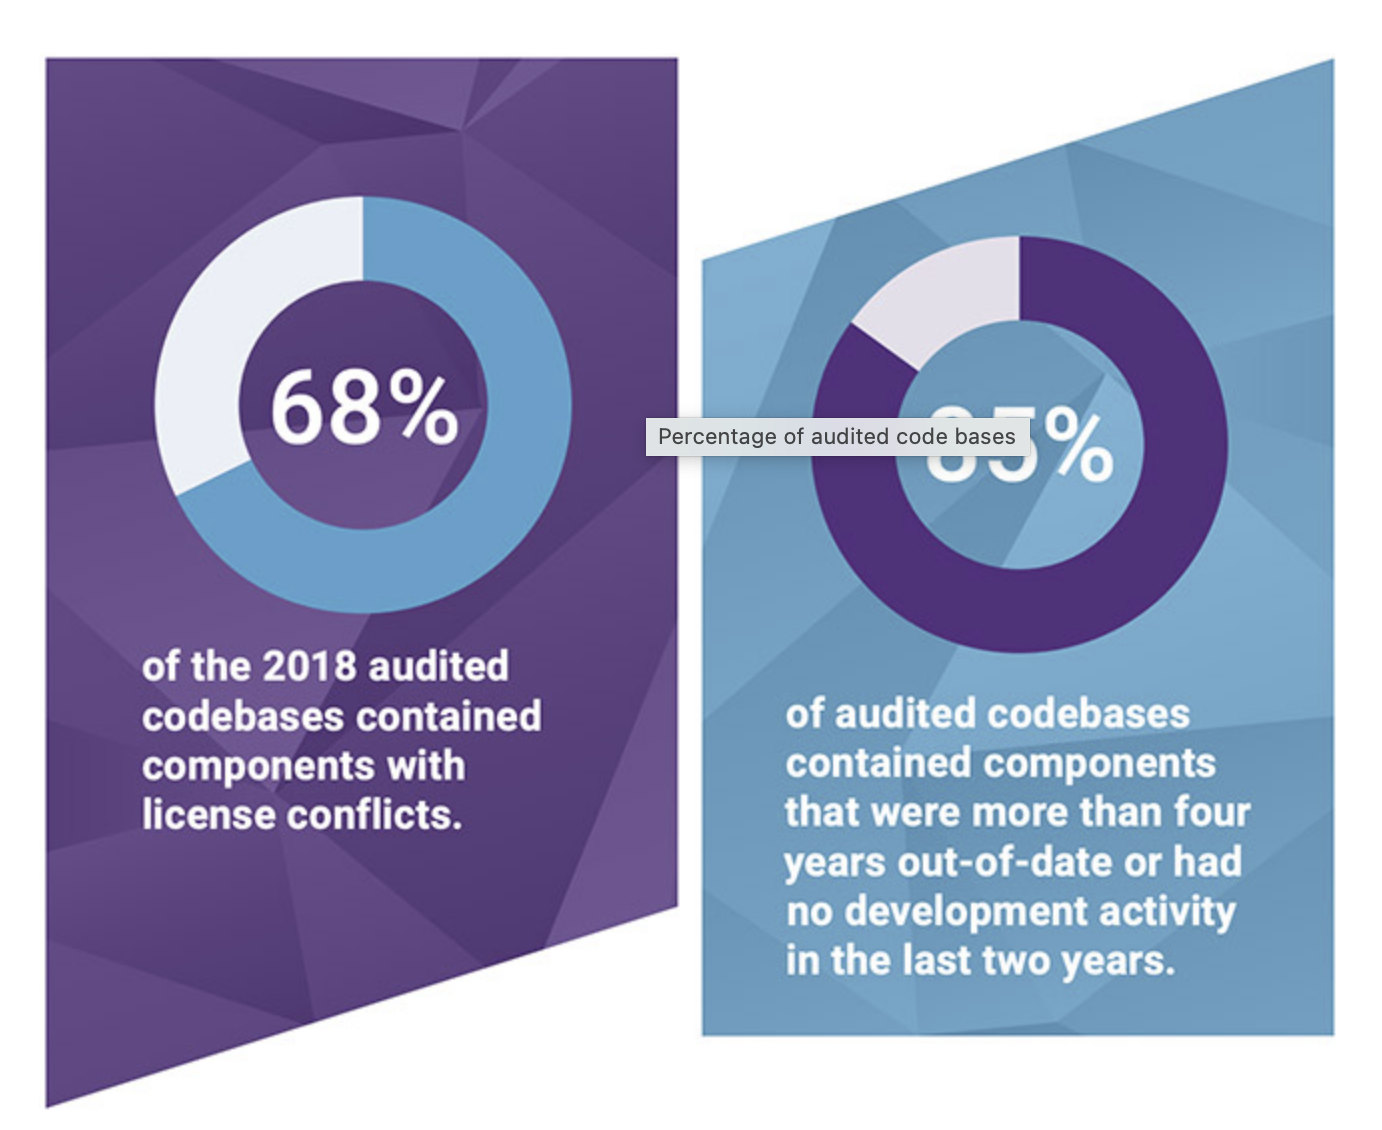 68%
of the 2018 audited
codebases contained
components with
license conflicts.
Percentage of audited code bases
85%
of audited codebases
contained components
that were more than four
years out-of-date or had
no development activity
in the last two years.